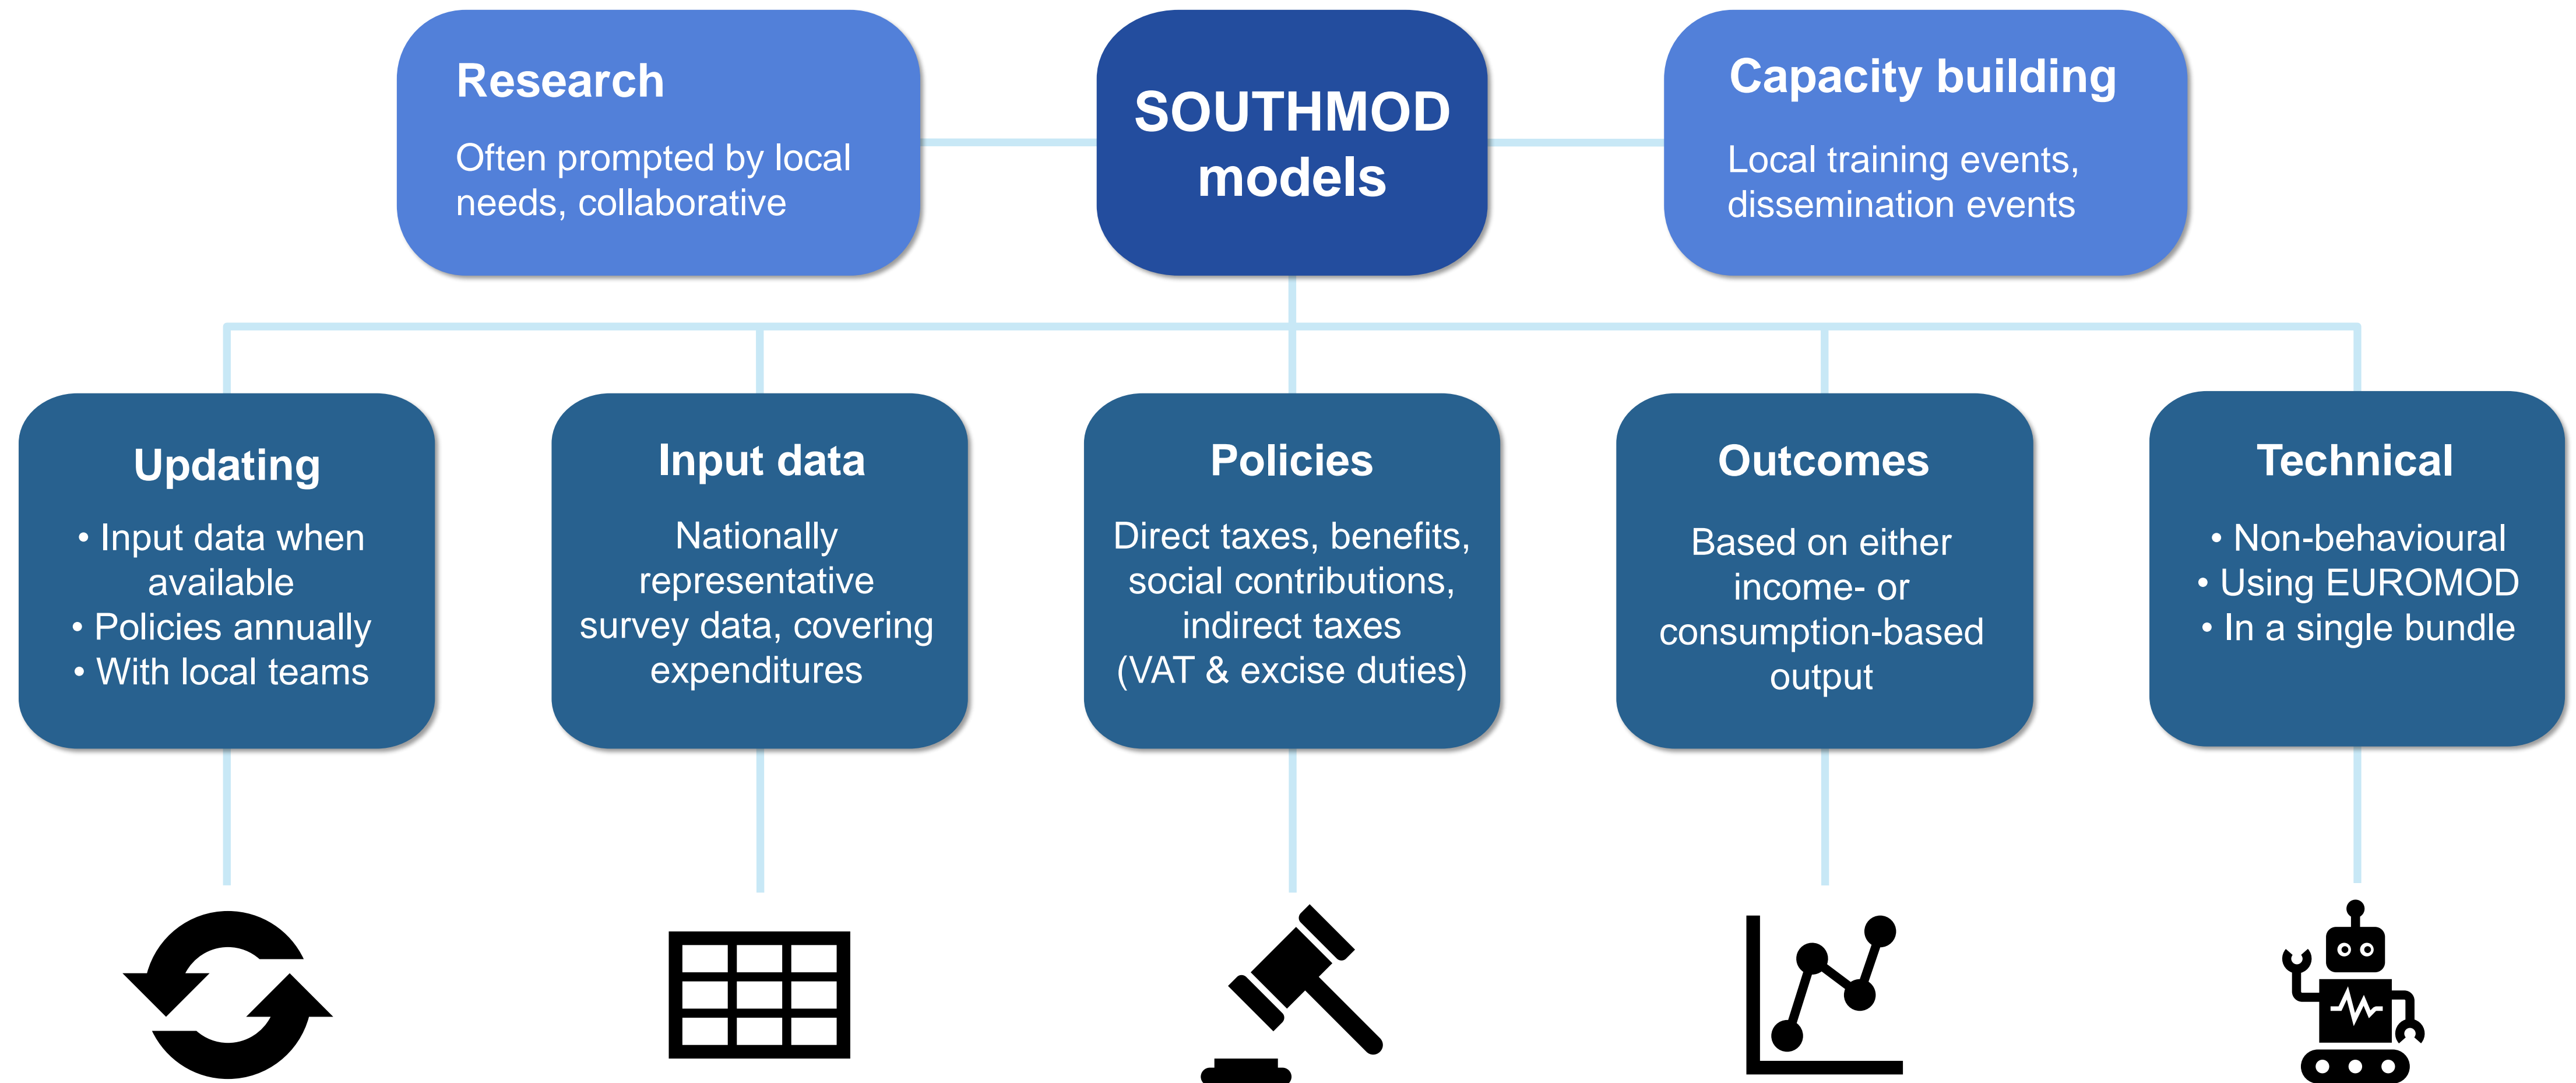 Research
Often prompted by local
needs, collaborative
SOUTHMOD
models
Capacity building
Local training events,
dissemination events
Updating
• Input data when
available
• Policies annually
• With local teams
Input data
Nationally
representative
survey data, covering
expenditures
Policies
Direct taxes, benefits,
social contributions,
indirect taxes
(VAT & excise duties)
Outcomes
Based on either
income- or
consumption-based
output
Technical
• Non-behavioural
• Using EUROMOD
• In a single bundle